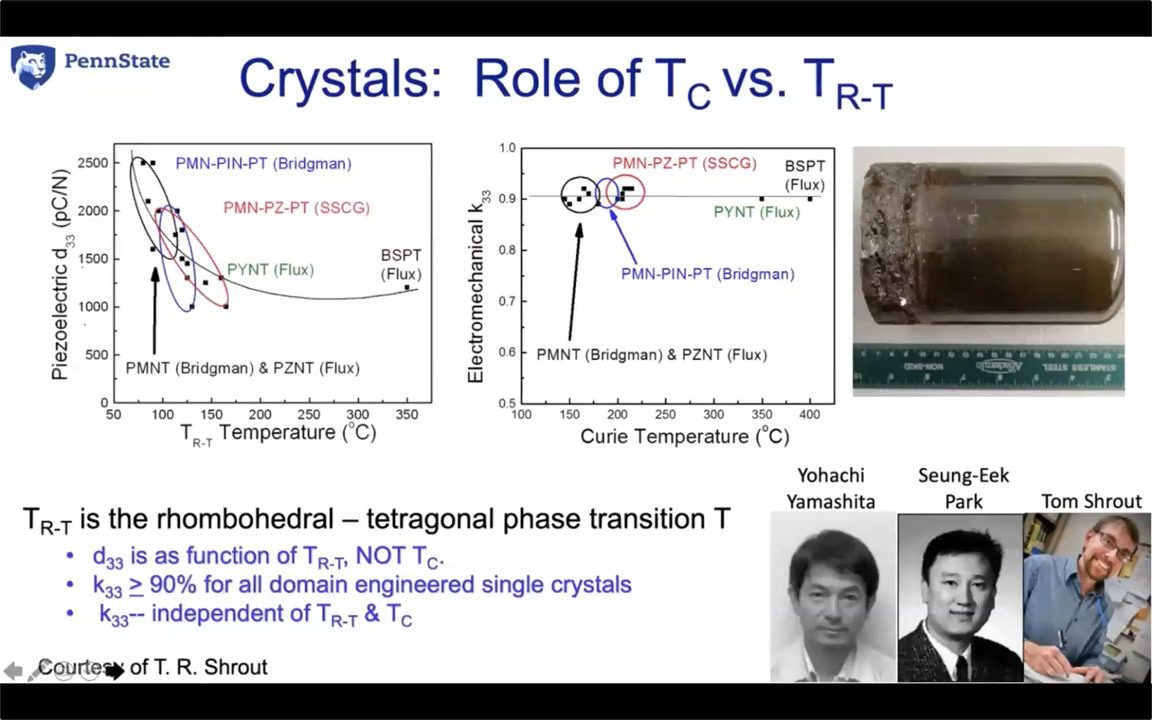 PennState
Crystals: Role of TC vs. TR-T
2500
2000
1500
1000
500
0
50
100
150
200
250
300
350
Piezoelectric d33 (pC/N)
TR-T Temperature (°C)
PMN-PIN-PT (Bridgman)
PMN-PZ-PT (SSCG)
PYNT (Flux)
BSPT
(Flux)
PMNT (Bridgman) & PZNT (Flux)
1.0
0.9
0.8
0.7
0.6
0.5
100
150
200
250
300
350
400
Electromechanical k33
Curie Temperature (°C)
PMN-PZ-PT (SSCG)
BSPT
(Flux)
PYNT (Flux)
PMN-PIN-PT (Bridgman)
PMNT (Bridgman) & PZNT (Flux)
NON-SKID
STAINLESS STEEL
Yohachi
Yamashita
Seung-Eek
Park
Tom Shrout
TR-T is the rhombohedral – tetragonal phase transition T
• d33 is as function of TR-T, NOT TC.
• k33 ≥ 90% for all domain engineered single crystals
• k33-- independent of TR-T & TC
Courtesy of T. R. Shrout